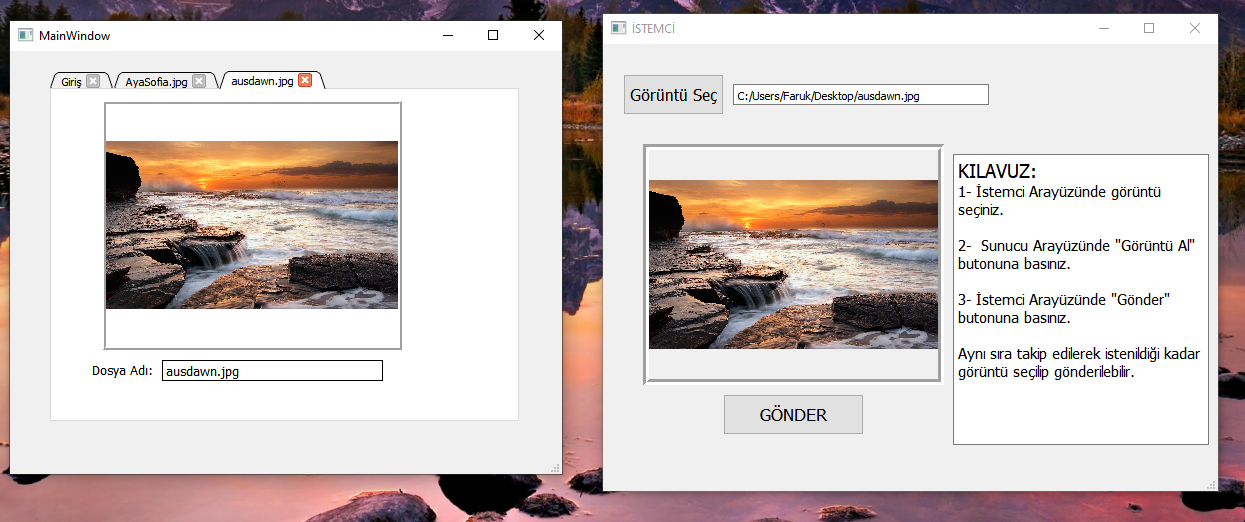 MainWindow
Giriş
AyaSofia.jpg
ausdawn.jpg
Dosya Adı:
ausdawn.jpg
İSTEMCİ
Görüntü Seç
C:/Users/Faruk/Desktop/ausdawn.jpg
GÖNDER
KILAVUZ:
1- İstemci Arayüzünde görüntü
seçiniz.
2-  Sunucu Arayüzünde "Görüntü Al"
butonuna basınız.
3- İstemci Arayüzünde "Gönder"
butonuna basınız.
Aynı sıra takip edilerek istenildiği kadar
görüntü seçilip gönderilebilir.